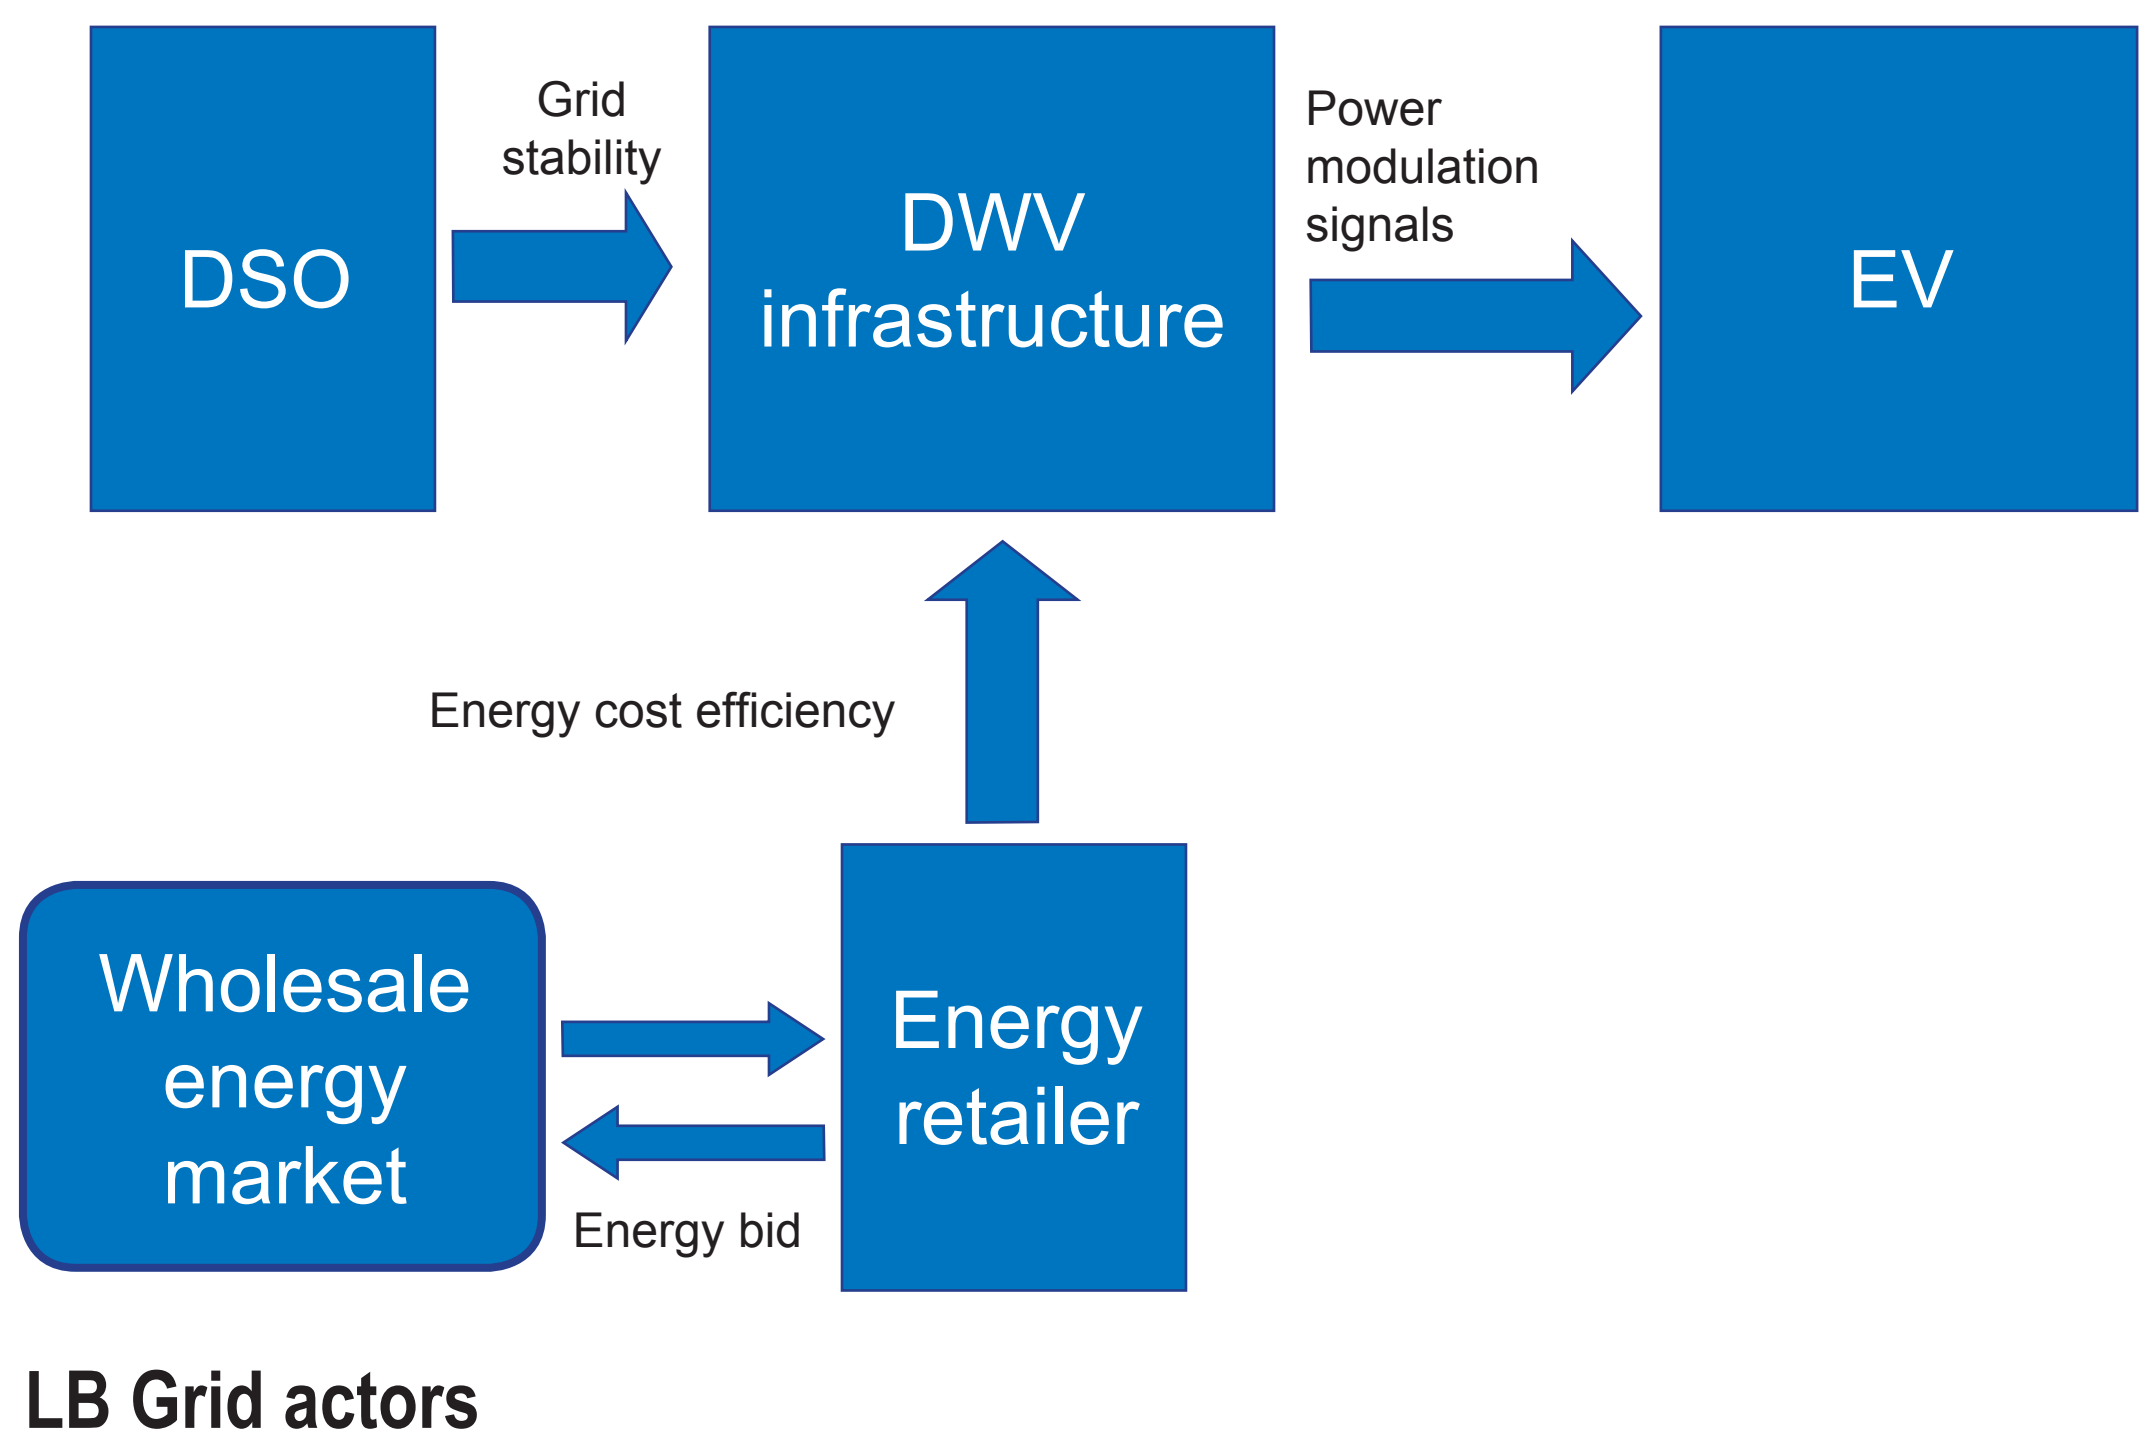 DSO
Grid
stability
DWV
infrastructure
Power
modulation
signals
EV
Energy cost efficiency
Wholesale
energy
market
Energy bid
Energy
retailer
LB Grid actors